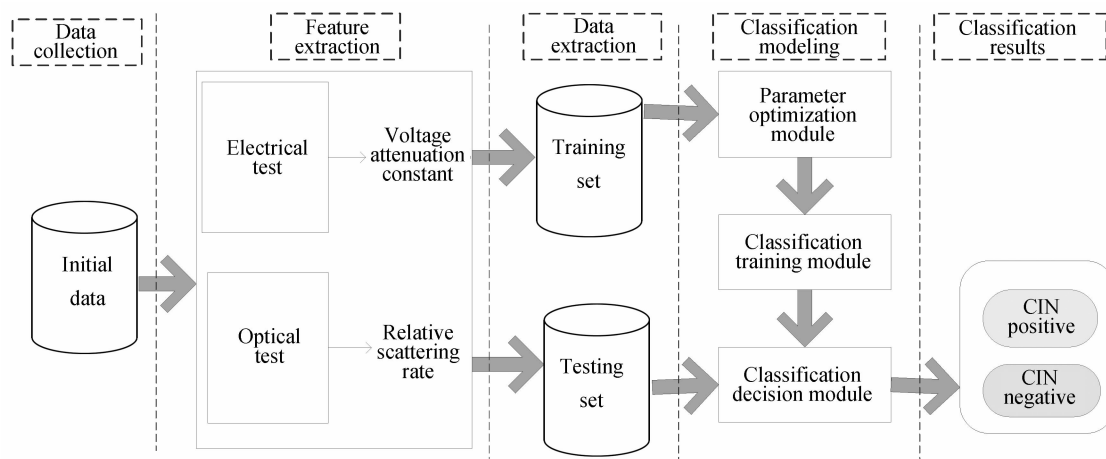 Data
collection
Feature
extraction
Data
extraction
Classification
modeling
Classification
results
Initial
data
Electrical
test
Voltage
attenuation
constant
Optical
test
Relative
scattering
rate
Training
set
Testing
set
Parameter
optimization
module
Classification
training module
Classification
decision module
CIN
positive
CIN
negative